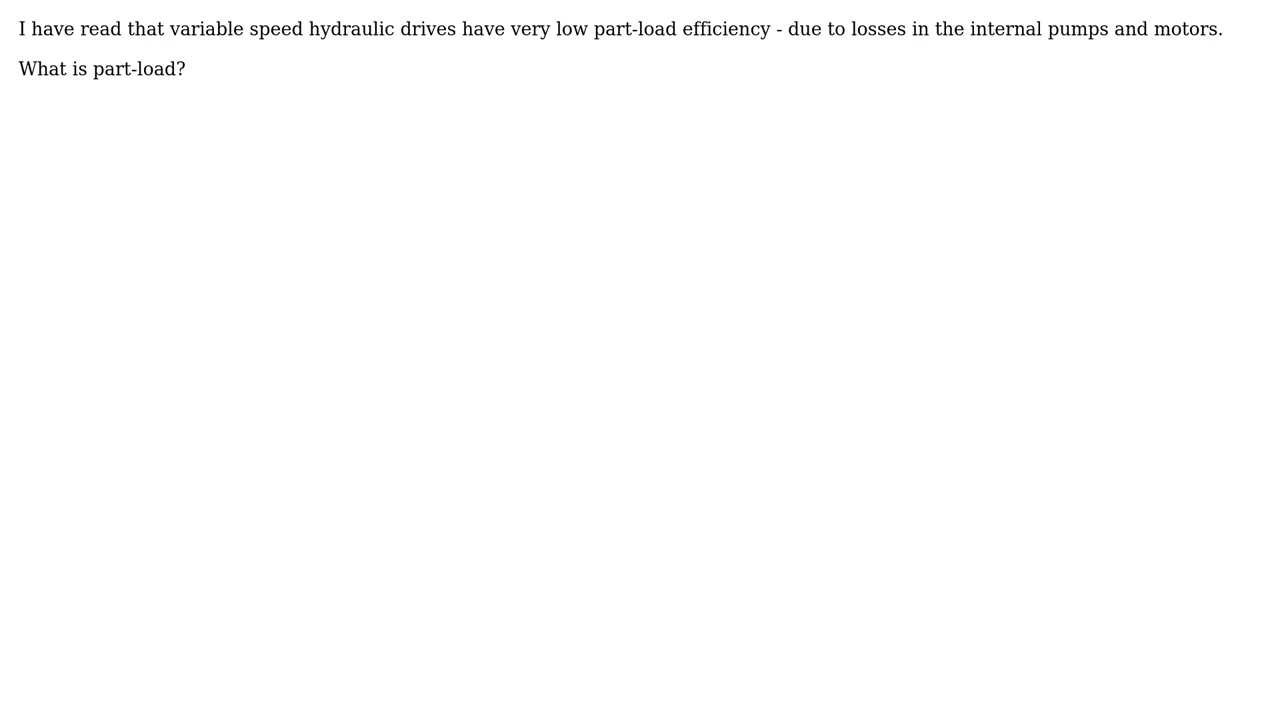 I have read that variable speed hydraulic drives have very low part-load efficiency - due to losses in the internal pumps and motors.
What is part-load?